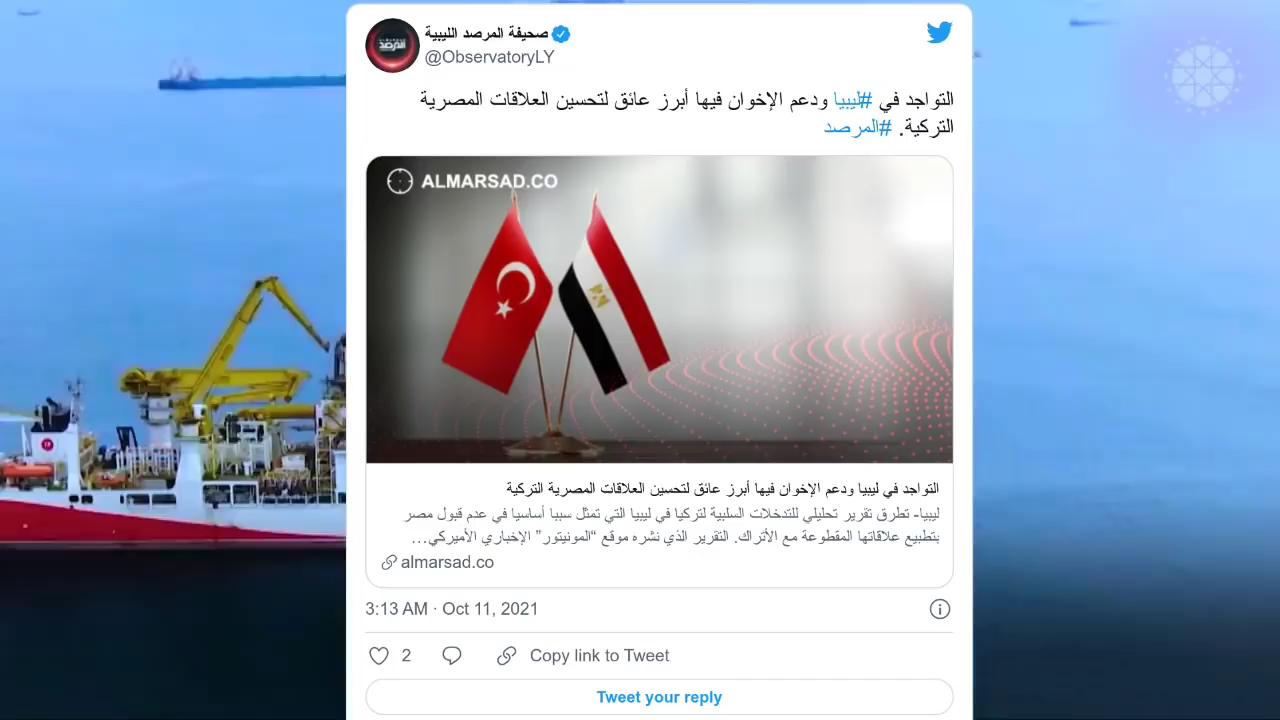 صحيفة المرصد الليبية
@ObservatoryLY
التواجد في #ليبيا ودعم الإخوان فيها أبرز عائق لتحسين العلاقات المصرية
التركية. #المرصد
ALMARSAD.CO
التواجد في ليبيا ودعم الإخوان فيها أبرز عائق لتحسين العلاقات المصرية التركية
ليبيا- تطرق تقرير تحليلي للتدخلات السلبية لتركيا في ليبيا التي تمثل سببا أساسيا في عدم قبول مصر
بتطبيع علاقاتها المقطوعة مع الأتراك. التقرير الذي نشره موقع “المونيتور” الإخباري الأميركي…
almarsad.co
3:13 AM · Oct 11, 2021
2
Copy link to Tweet
Tweet your reply